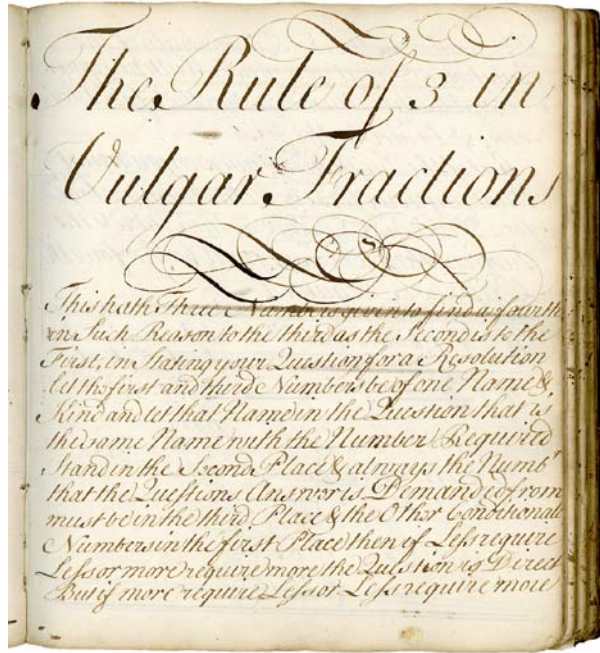 The Rule of 3 in
Vulgar Fractions
This hath Three Numbers given to find a fourth
in Such Reason to the third as the Second is to the
First, in Stating your Question for a Resolution
let the first and third Numbers be of one Name &
Kind and let that Name in the Question that is
the same Name with the Number Required
Stand in the Second Place & always the Numbr
that the Questions Answer is Demanded from
must be in the third Place & the Other Conditionall
Numbers in the first Place then if Less require
Less or more require more the Question is Direct
But if more require Less or Less require more